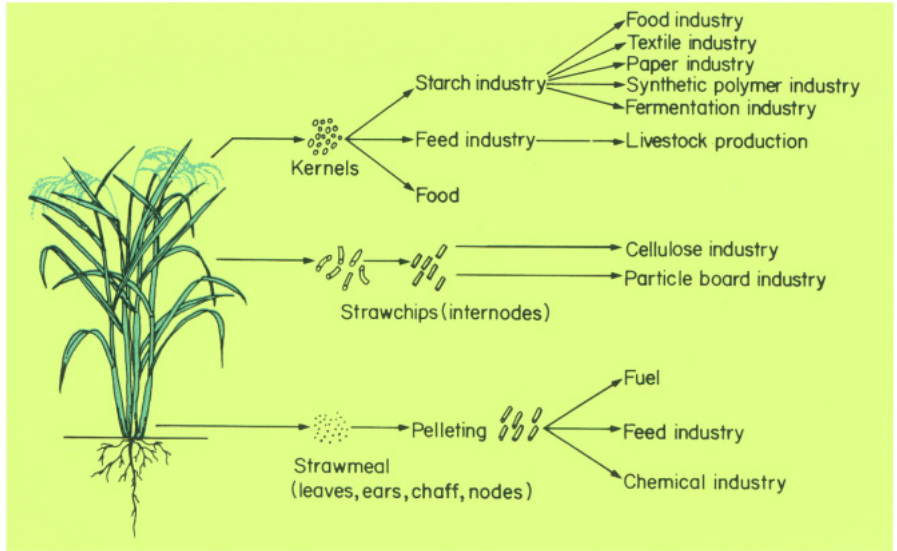 Food industry
Textile industry
Paper industry
Starch industry
Synthetic polymer industry
Fermentation industry
Feed industry
Livestock production
Kernels
Food
Cellulose industry
Particle board industry
Strawchips (internodes)
Fuel
Pelleting
Feed industry
Strawmeal
(leaves, ears, chaff, nodes)
Chemical industry